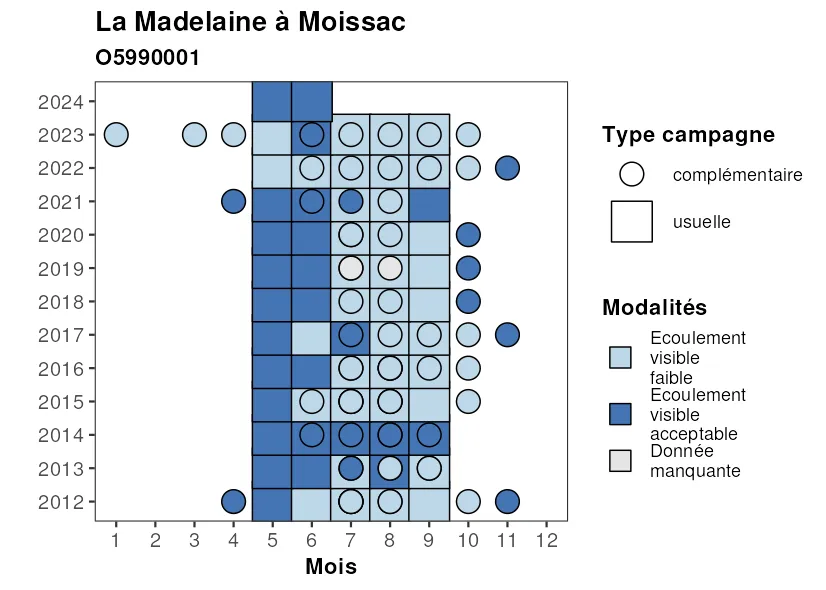 La Madelaine à Moissac
O5990001
2024
2023
2022
2021
2020
2019
2018
2017
2016
2015
2014
2013
2012
1 2 3 4 5 6 7 8 9 10 11 12
Mois
Type campagne
complémentaire
usuelle
Modalités
Ecoulement
visible
faible
Ecoulement
visible
acceptable
Donnée
manquante